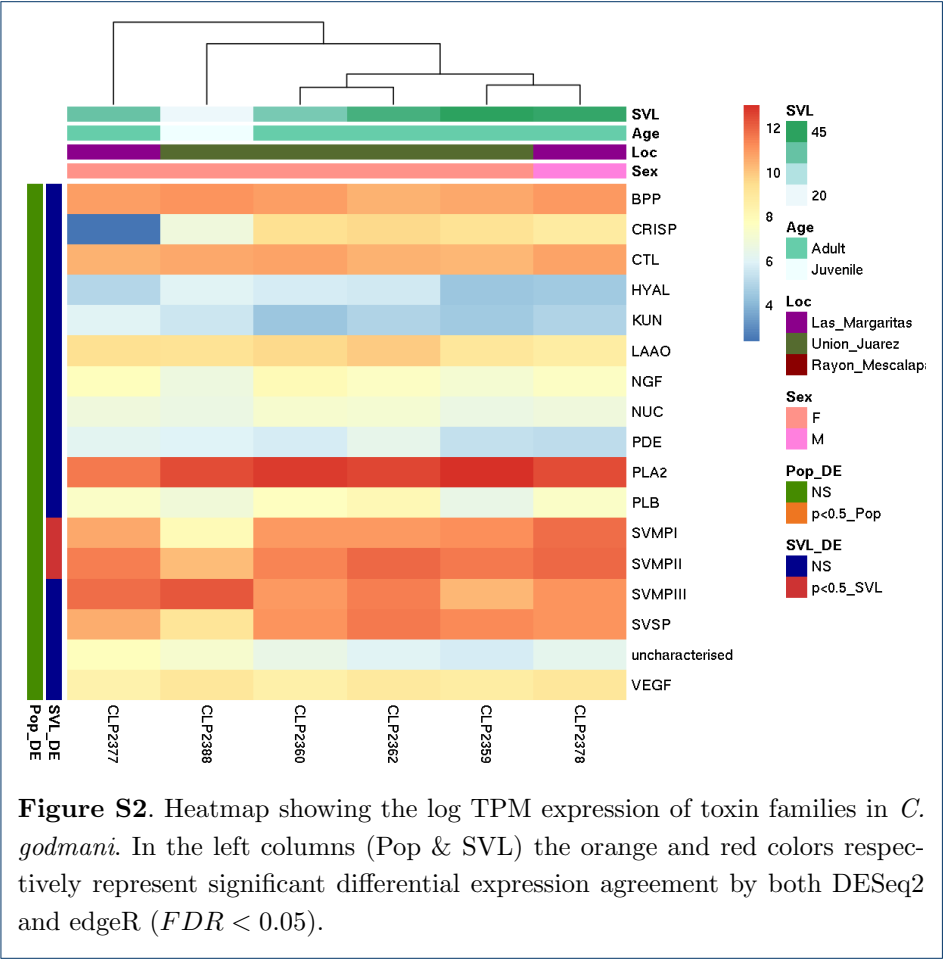 SVL
Age
Loc
Sex
BPP
CRISP
CTL
HYAL
KUN
LAAO
NGF
NUC
PDE
PLA2
PLB
SVMPI
SVMPII
SVMPIII
SVSP
uncharacterised
VEGF
12
10
8
6
4
SVL
45
20
Age
Adult
Juvenile
Loc
Las_Margaritas
Union_Juarez
Rayon_Mescalapa
Sex
F
M
Pop_DE
NS
p<0.5_Pop
SVL_DE
NS
p<0.5_SVL
Pop_DE
SVL_DE
CLP2377
CLP2388
CLP2360
CLP2362
CLP2359
CLP2378
Figure S2. Heatmap showing the log TPM expression of toxin families in C.
godmani. In the left columns (Pop & SVL) the orange and red colors respec-
tively represent significant differential expression agreement by both DESeq2
and edgeR (FDR < 0.05).